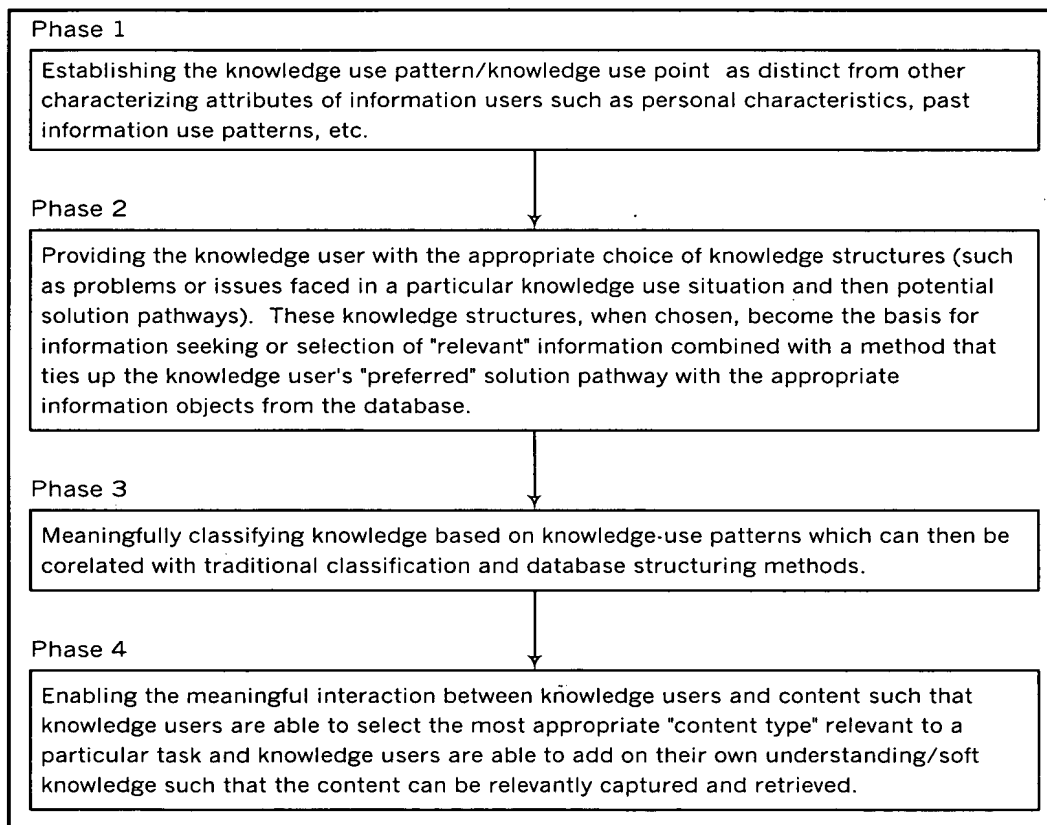 Phase 1
Establishing the knowledge use pattern/knowledge use point as distinct from other
characterizing attributes of information users such as personal characteristics, past
information use patterns, etc.
Phase 2
Providing the knowledge user with the appropriate choice of knowledge structures (such
as problems or issues faced in a particular knowledge use situation and then potential
solution pathways). These knowledge structures, when chosen, become the basis for
information seeking or selection of "relevant" information combined with a method that
ties up the knowledge user's "preferred" solution pathway with the appropriate
information objects from the database.
Phase 3
Meaningfully classifying knowledge based on knowledge-use patterns which can then be
corelated with traditional classification and database structuring methods.
Phase 4
Enabling the meaningful interaction between knowledge users and content such that
knowledge users are able to select the most appropriate "content type" relevant to a
particular task and knowledge users are able to add on their own understanding/soft
knowledge such that the content can be relevantly captured and retrieved.